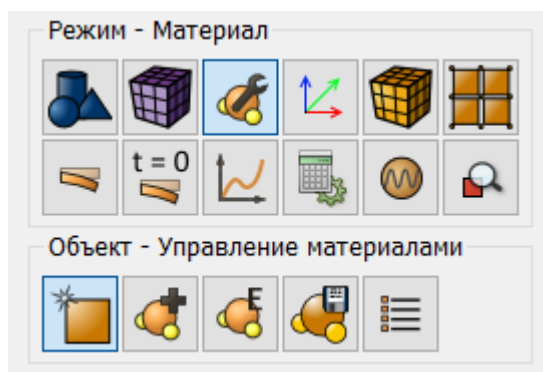 Режим - Материал
t = 0
Объект - Управление материалами
E